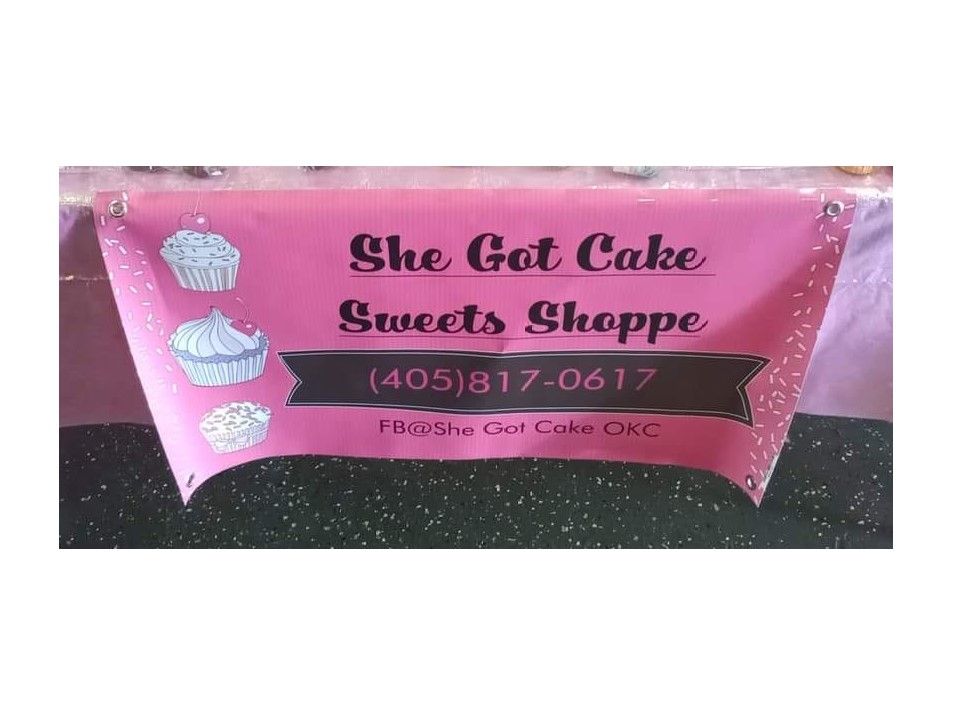 She Got Cake
Sweets Shoppe
(405)817-0617
FB@She Got Cake OKC